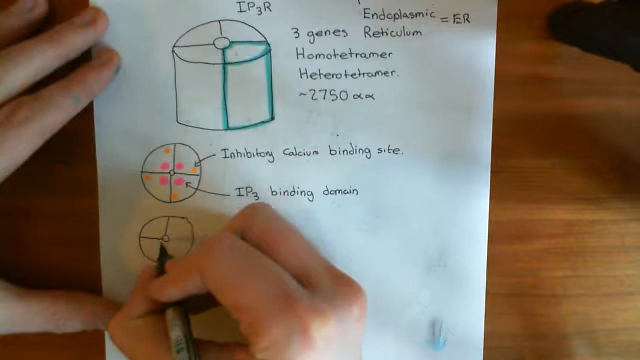 IP3R
Endoplasmic = ER
Reticulum
3 genes
Homotetramer
Heterotetramer.
~2750 αα
Inhibitory Calcium binding site.
IP3 binding domain